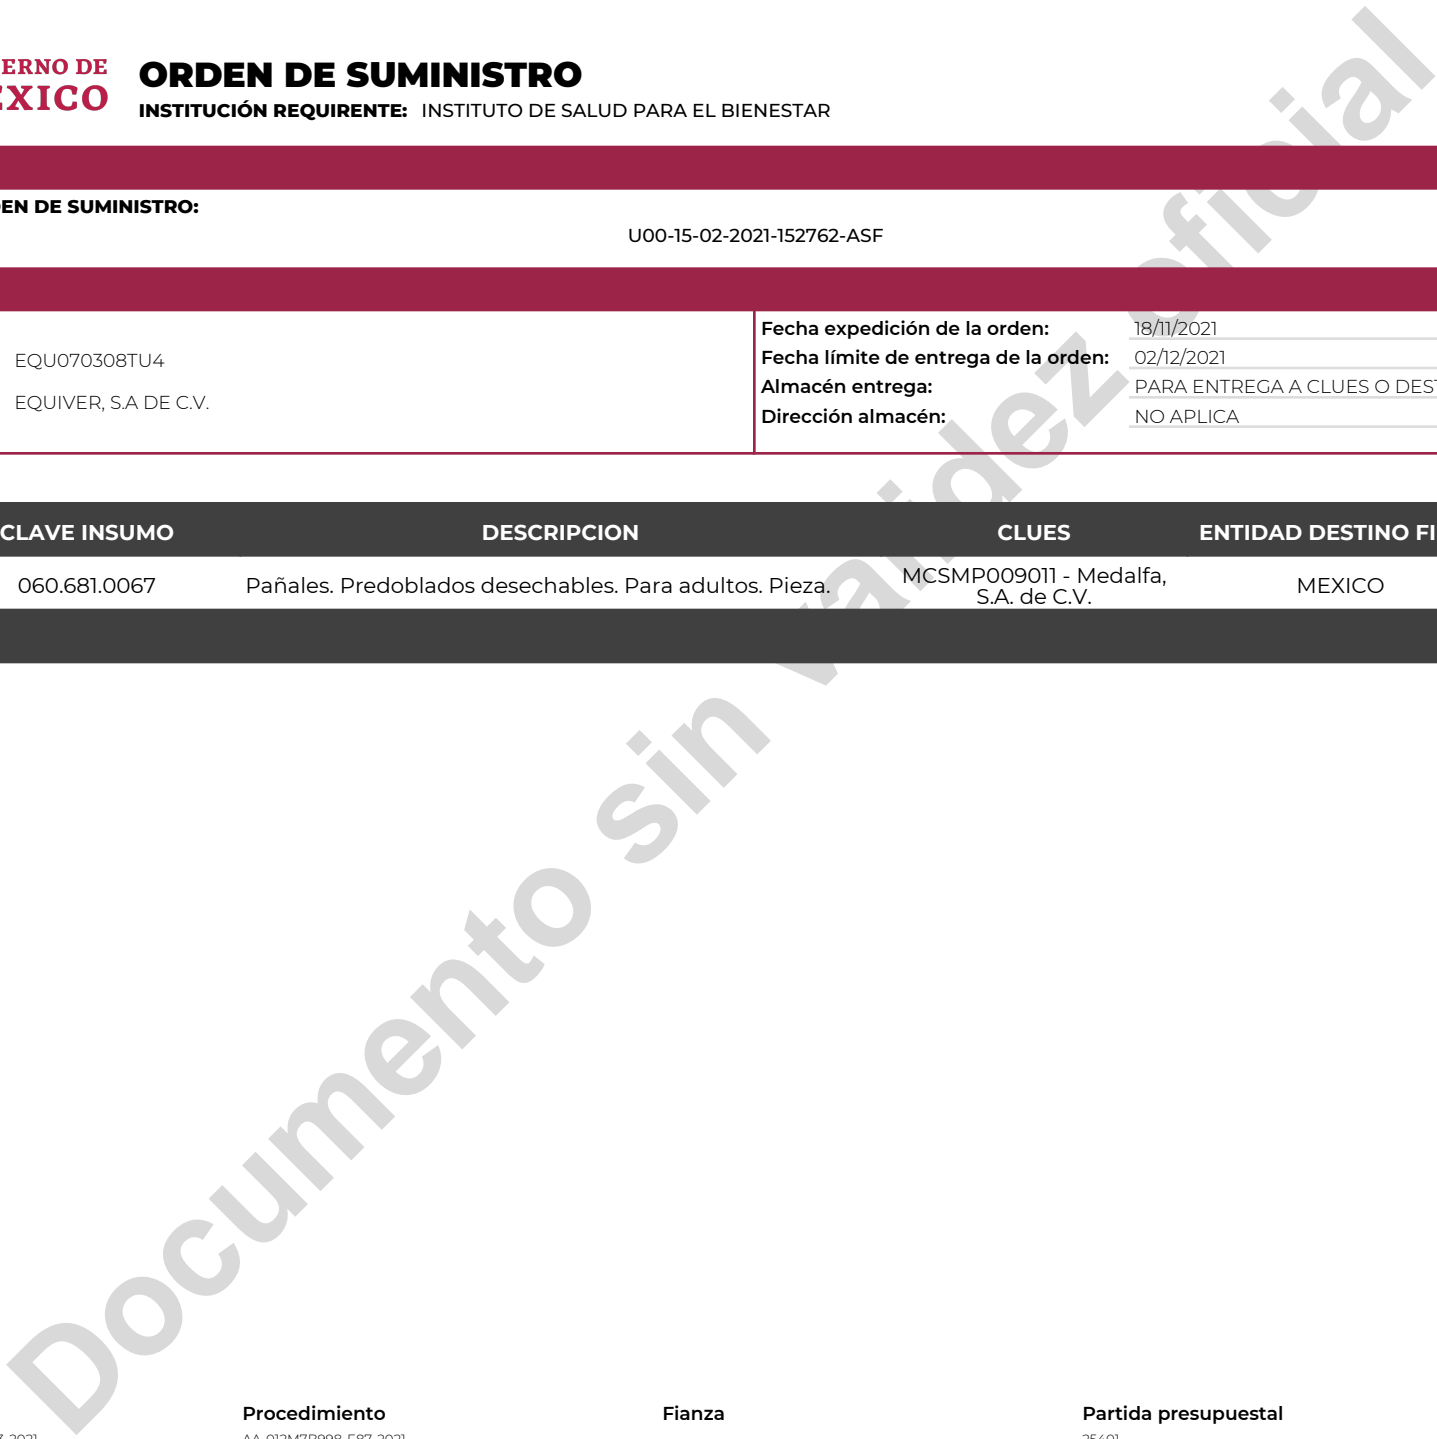 ERNO DE
EXICO
ORDEN DE SUMINISTRO
INSTITUCIÓN REQUIRENTE: INSTITUTO DE SALUD PARA EL BIENESTAR
EN DE SUMINISTRO:
U00-15-02-2021-152762-ASF
EQU070308TU4
EQUIVER, S.A DE C.V.
Fecha expedición de la orden: 18/11/2021
Fecha límite de entrega de la orden: 02/12/2021
Almacén entrega: PARA ENTREGA A CLUES O DEST
Dirección almacén: NO APLICA
CLAVE INSUMO DESCRIPCION CLUES ENTIDAD DESTINO FI
060.681.0067 Pañales. Predoblados desechables. Para adultos. Pieza. MCSMP009011 - Medalfa, S.A. de C.V. MEXICO
Documento sin validez oficial
Procedimiento Fianza Partida presupuestal